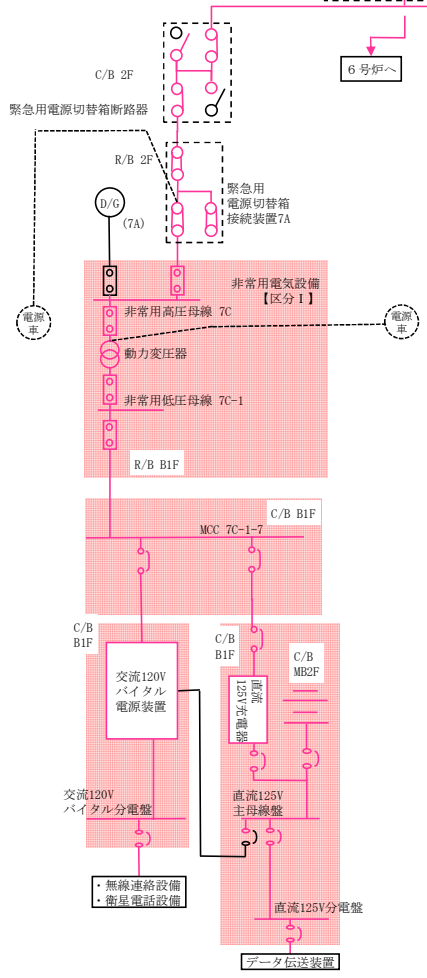 ６号炉へ
C/B 2F
緊急用電源切替箱断路器
R/B 2F
緊急用
電源切替箱
接続装置7A
D/G
(7A)
電源
車
非常用電気設備
【区分Ⅰ】
非常用高圧母線 7C
動力変圧器
電源
車
非常用低圧母線 7C-1
R/B B1F
C/B B1F
MCC 7C-1-7
C/B
B1F
C/B
B1F
C/B
MB2F
交流120V
バイタル
電源装置
直流
125V充電器
交流120V
バイタル分電盤
直流125V
主母線盤
・無線連絡設備
・衛星電話設備
直流125V分電盤
データ伝送装置